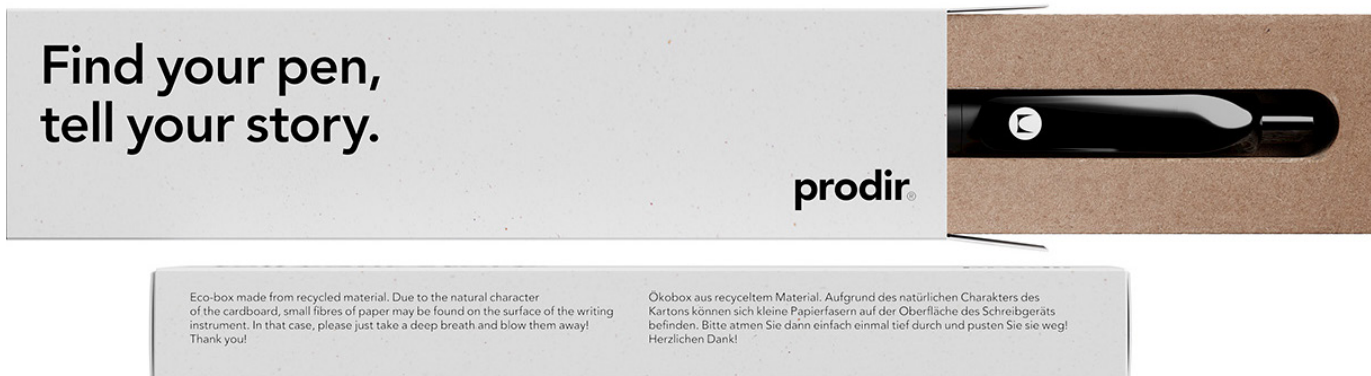 Find your pen,
tell your story.
prodir®
Eco-box made from recycled material. Due to the natural character
of the cardboard, small fibres of paper may be found on the surface of the writing
instrument. In that case, please just take a deep breath and blow them away!
Thank you!
Ökobox aus recyceltem Material. Aufgrund des natürlichen Charakters des
Kartons können sich kleine Papierfasern auf der Oberfläche des Schreibgeräts
befinden. Bitte atmen Sie dann einfach einmal tief durch und pusten Sie sie weg!
Herzlichen Dank!